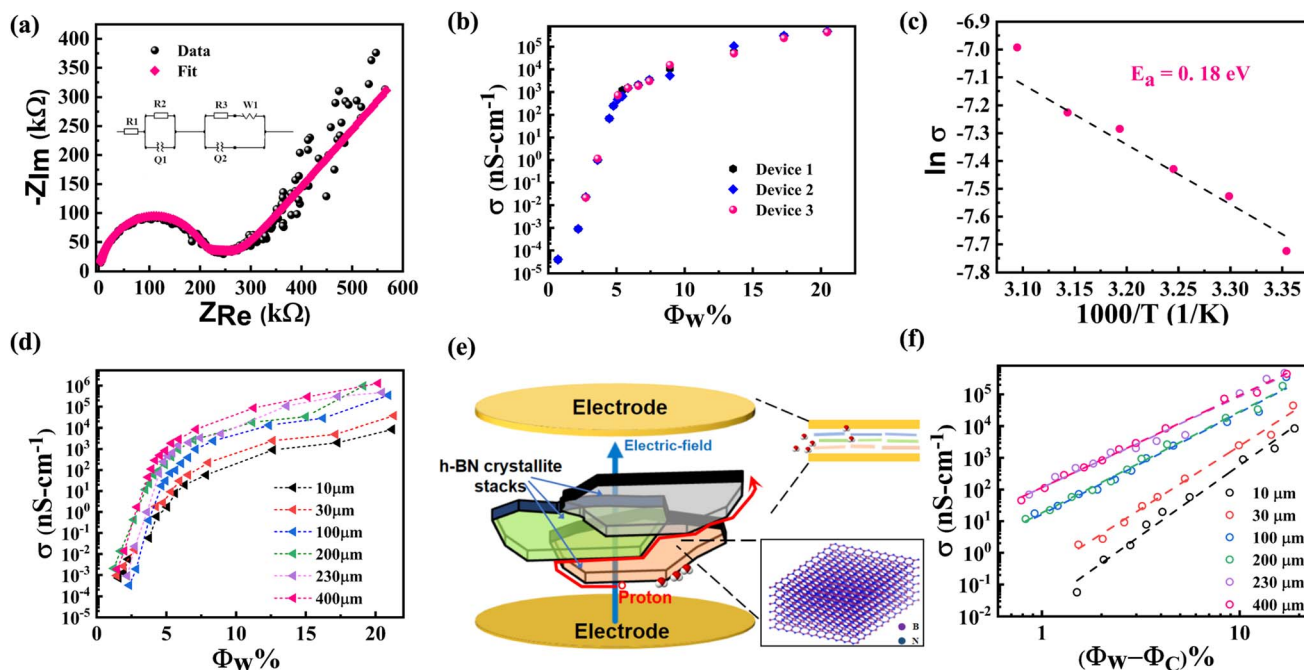 (a)
400
350
300
250
200
150
100
50
0
-ZIm (kΩ)
Data
Fit
R1
R2
Q1
R3
W1
Q2
0 100 200 300 400 500 600
ZRe (kΩ)
(b)
10⁵
10⁴
10³
10²
10¹
10⁰
10⁻¹
10⁻²
10⁻³
10⁻⁴
10⁻⁵
σ (nS-cm⁻¹)
Device 1
Device 2
Device 3
0 5 10 15 20
ΦW%
(c)
-6.9
-7.0
-7.2
-7.3
-7.5
-7.6
-7.7
-7.8
ln σ
Ea = 0. 18 eV
3.10 3.15 3.20 3.25 3.30 3.35
1000/T (1/K)
(d)
10⁶
10⁵
10⁴
10³
10²
10¹
10⁰
10⁻¹
10⁻²
10⁻³
10⁻⁴
10⁻⁵
σ (nS-cm⁻¹)
10μm
30μm
100μm
200μm
230μm
400μm
0 5 10 15 20
ΦW%
(e)
Electrode
Electric-field
h-BN crystallite
stacks
Proton
Electrode
B
N
(f)
10⁵
10⁴
10³
10²
10¹
10⁰
10⁻¹
10⁻²
σ (nS-cm⁻¹)
10 μm
30 μm
100 μm
200 μm
230 μm
400 μm
1 10
(ΦW−ΦC)%